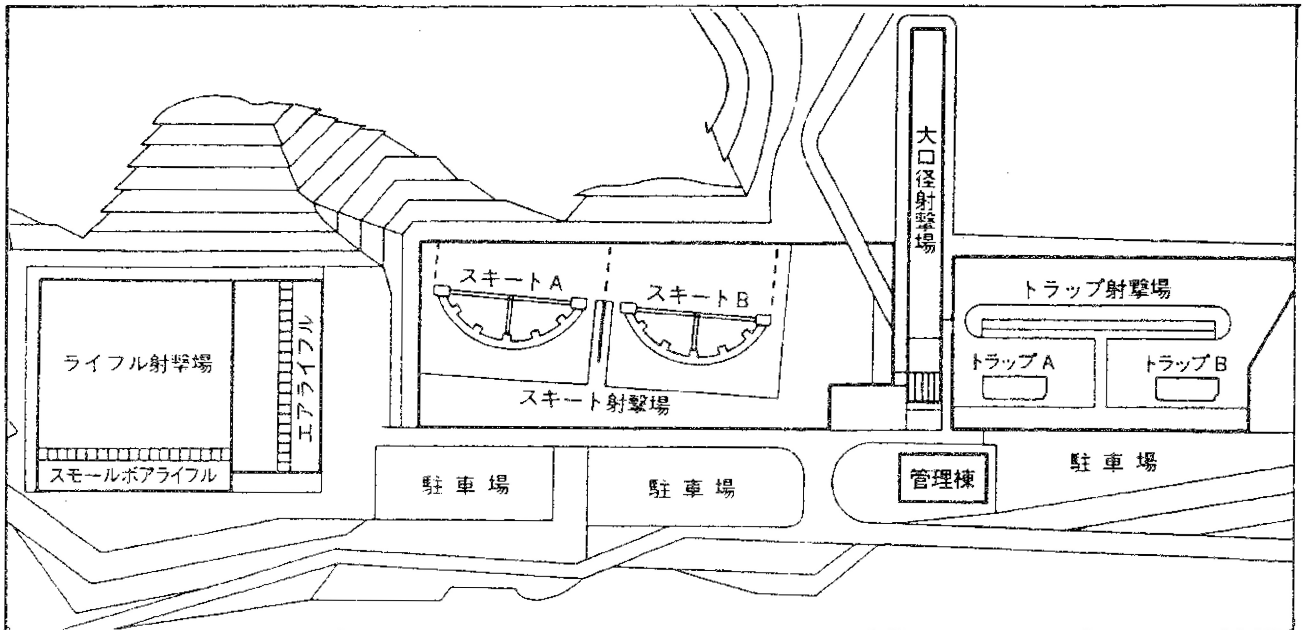 大口径射撃場
スキートA
スキートB
トラップ射撃場
ライフル射撃場
エアライフル
トラップA
トラップB
スキート射撃場
スモールボアライフル
駐車場
駐車場
管理棟
駐車場